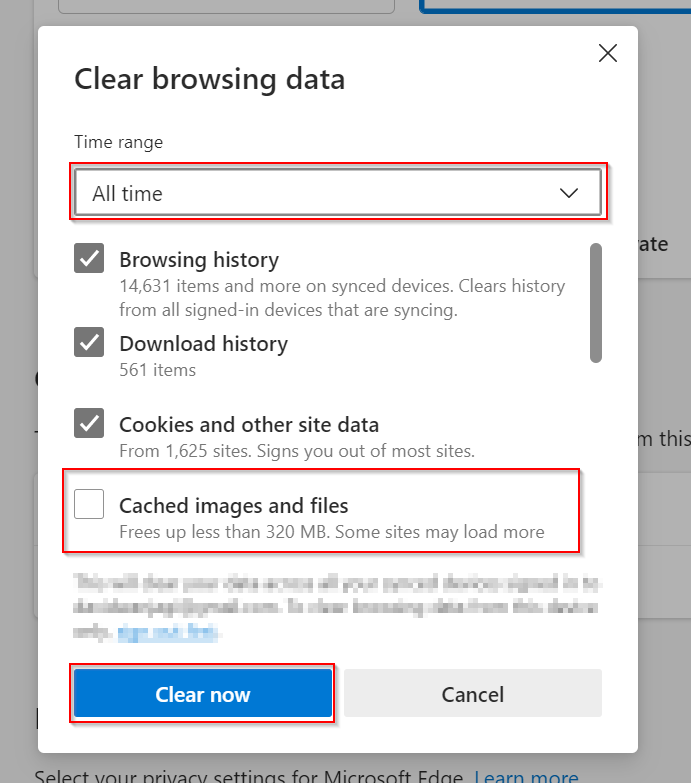 Clear browsing data
Time range
All time
Browsing history
14,631 items and more on synced devices. Clears history
from all signed-in devices that are syncing.
Download history
561 items
Cookies and other site data
From 1,625 sites. Signs you out of most sites.
Cached images and files
Frees up less than 320 MB. Some sites may load more
Clear now
Cancel
m this
Select your privacy settings for Microsoft Edge. Learn more